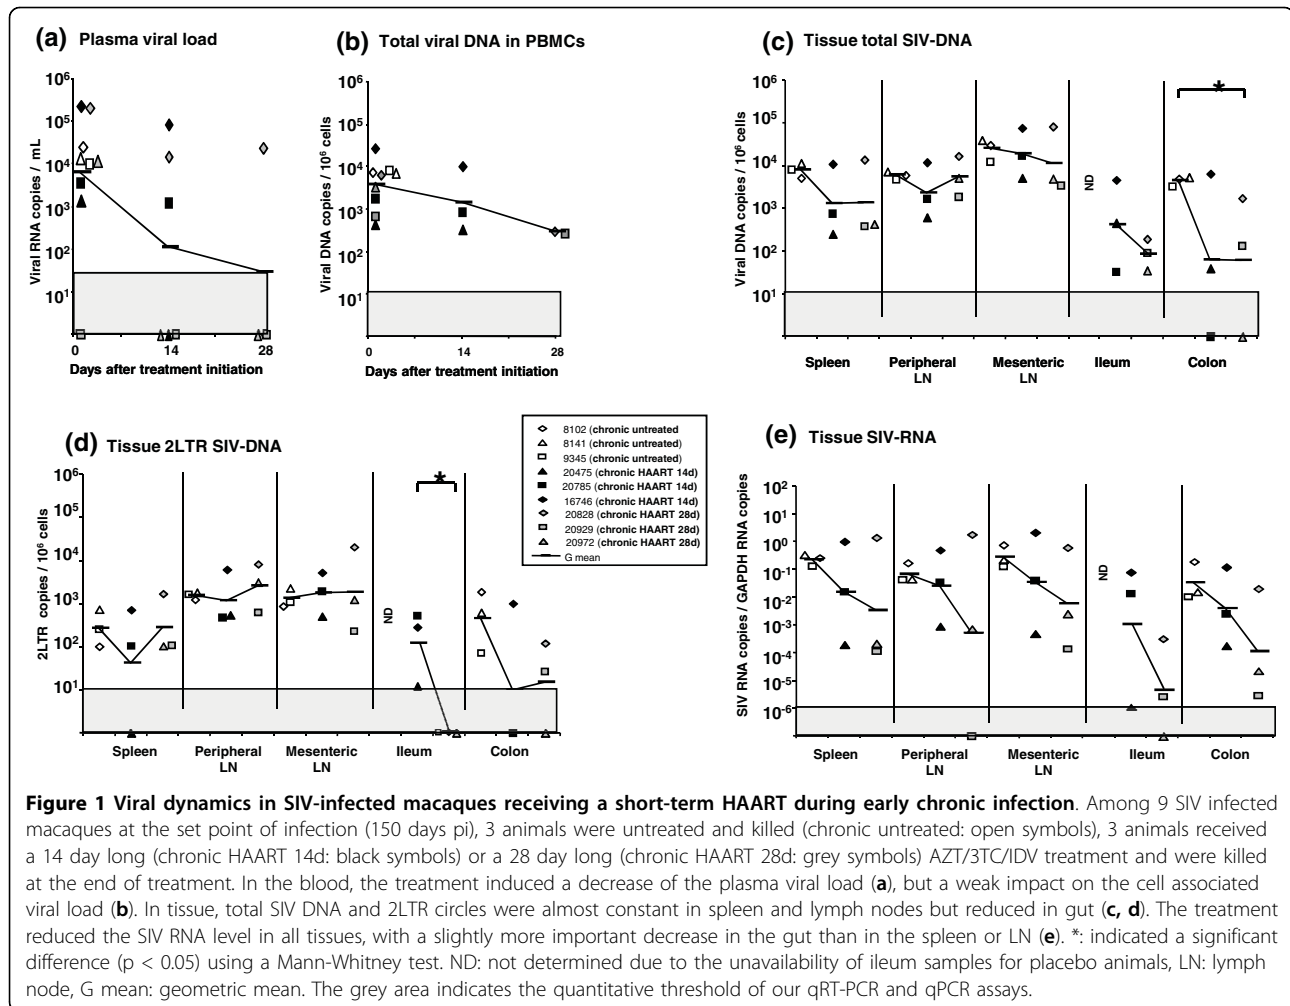 (a) Plasma viral load
Viral RNA copies / mL
10⁶
10⁵
10⁴
10³
10²
10¹
0 14 28
Days after treatment initiation
(b) Total viral DNA in PBMCs
Viral DNA copies / 10⁶ cells
10⁶
10⁵
10⁴
10³
10²
10¹
0 14 28
Days after treatment initiation
(c) Tissue total SIV-DNA
Viral DNA copies / 10⁶ cells
10⁶
10⁵
10⁴
10³
10²
10¹
ND
*
Spleen Peripheral Mesenteric Ileum Colon
LN LN
(d) Tissue 2LTR SIV-DNA
2LTR copies / 10⁶ cells
10⁶
10⁵
10⁴
10³
10²
10¹
ND
*
Spleen Peripheral Mesenteric Ileum Colon
LN LN
8102 (chronic untreated
8141 (chronic untreated)
9345 (chronic untreated)
20475 (chronic HAART 14d)
20785 (chronic HAART 14d)
16746 (chronic HAART 14d)
20828 (chronic HAART 28d)
20929 (chronic HAART 28d)
20972 (chronic HAART 28d)
G mean
(e) Tissue SIV-RNA
SIV RNA copies / GAPDH RNA copies
10²
10¹
10⁰
10⁻¹
10⁻²
10⁻³
10⁻⁴
10⁻⁵
10⁻⁶
ND
Spleen Peripheral Mesenteric Ileum Colon
LN LN
Figure 1 Viral dynamics in SIV-infected macaques receiving a short-term HAART during early chronic infection. Among 9 SIV infected
macaques at the set point of infection (150 days pi), 3 animals were untreated and killed (chronic untreated: open symbols), 3 animals received
a 14 day long (chronic HAART 14d: black symbols) or a 28 day long (chronic HAART 28d: grey symbols) AZT/3TC/IDV treatment and were killed
at the end of treatment. In the blood, the treatment induced a decrease of the plasma viral load (a), but a weak impact on the cell associated
viral load (b). In tissue, total SIV DNA and 2LTR circles were almost constant in spleen and lymph nodes but reduced in gut (c, d). The treatment
reduced the SIV RNA level in all tissues, with a slightly more important decrease in the gut than in the spleen or LN (e). *: indicated a significant
difference (p < 0.05) using a Mann-Whitney test. ND: not determined due to the unavailability of ileum samples for placebo animals, LN: lymph
node, G mean: geometric mean. The grey area indicates the quantitative threshold of our qRT-PCR and qPCR assays.